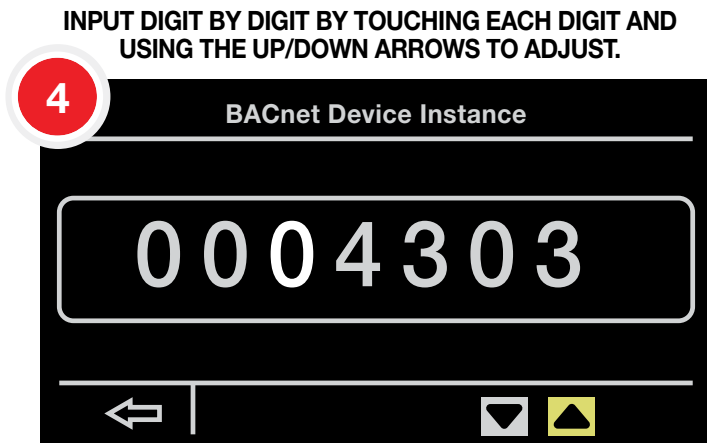 INPUT DIGIT BY DIGIT BY TOUCHING EACH DIGIT AND
USING THE UP/DOWN ARROWS TO ADJUST.
4
BACnet Device Instance
0004303